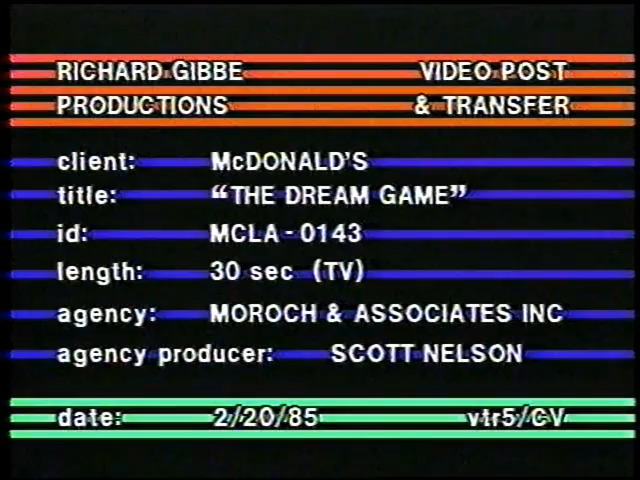 RICHARD GIBBE VIDEO POST
PRODUCTIONS & TRANSFER
client: McDONALD'S
title: “THE DREAM GAME”
id: MCLA-0143
length: 30 sec (TV)
agency: MOROCH & ASSOCIATES INC
agency producer: SCOTT NELSON
date: 2/20/85 vtr5/CV